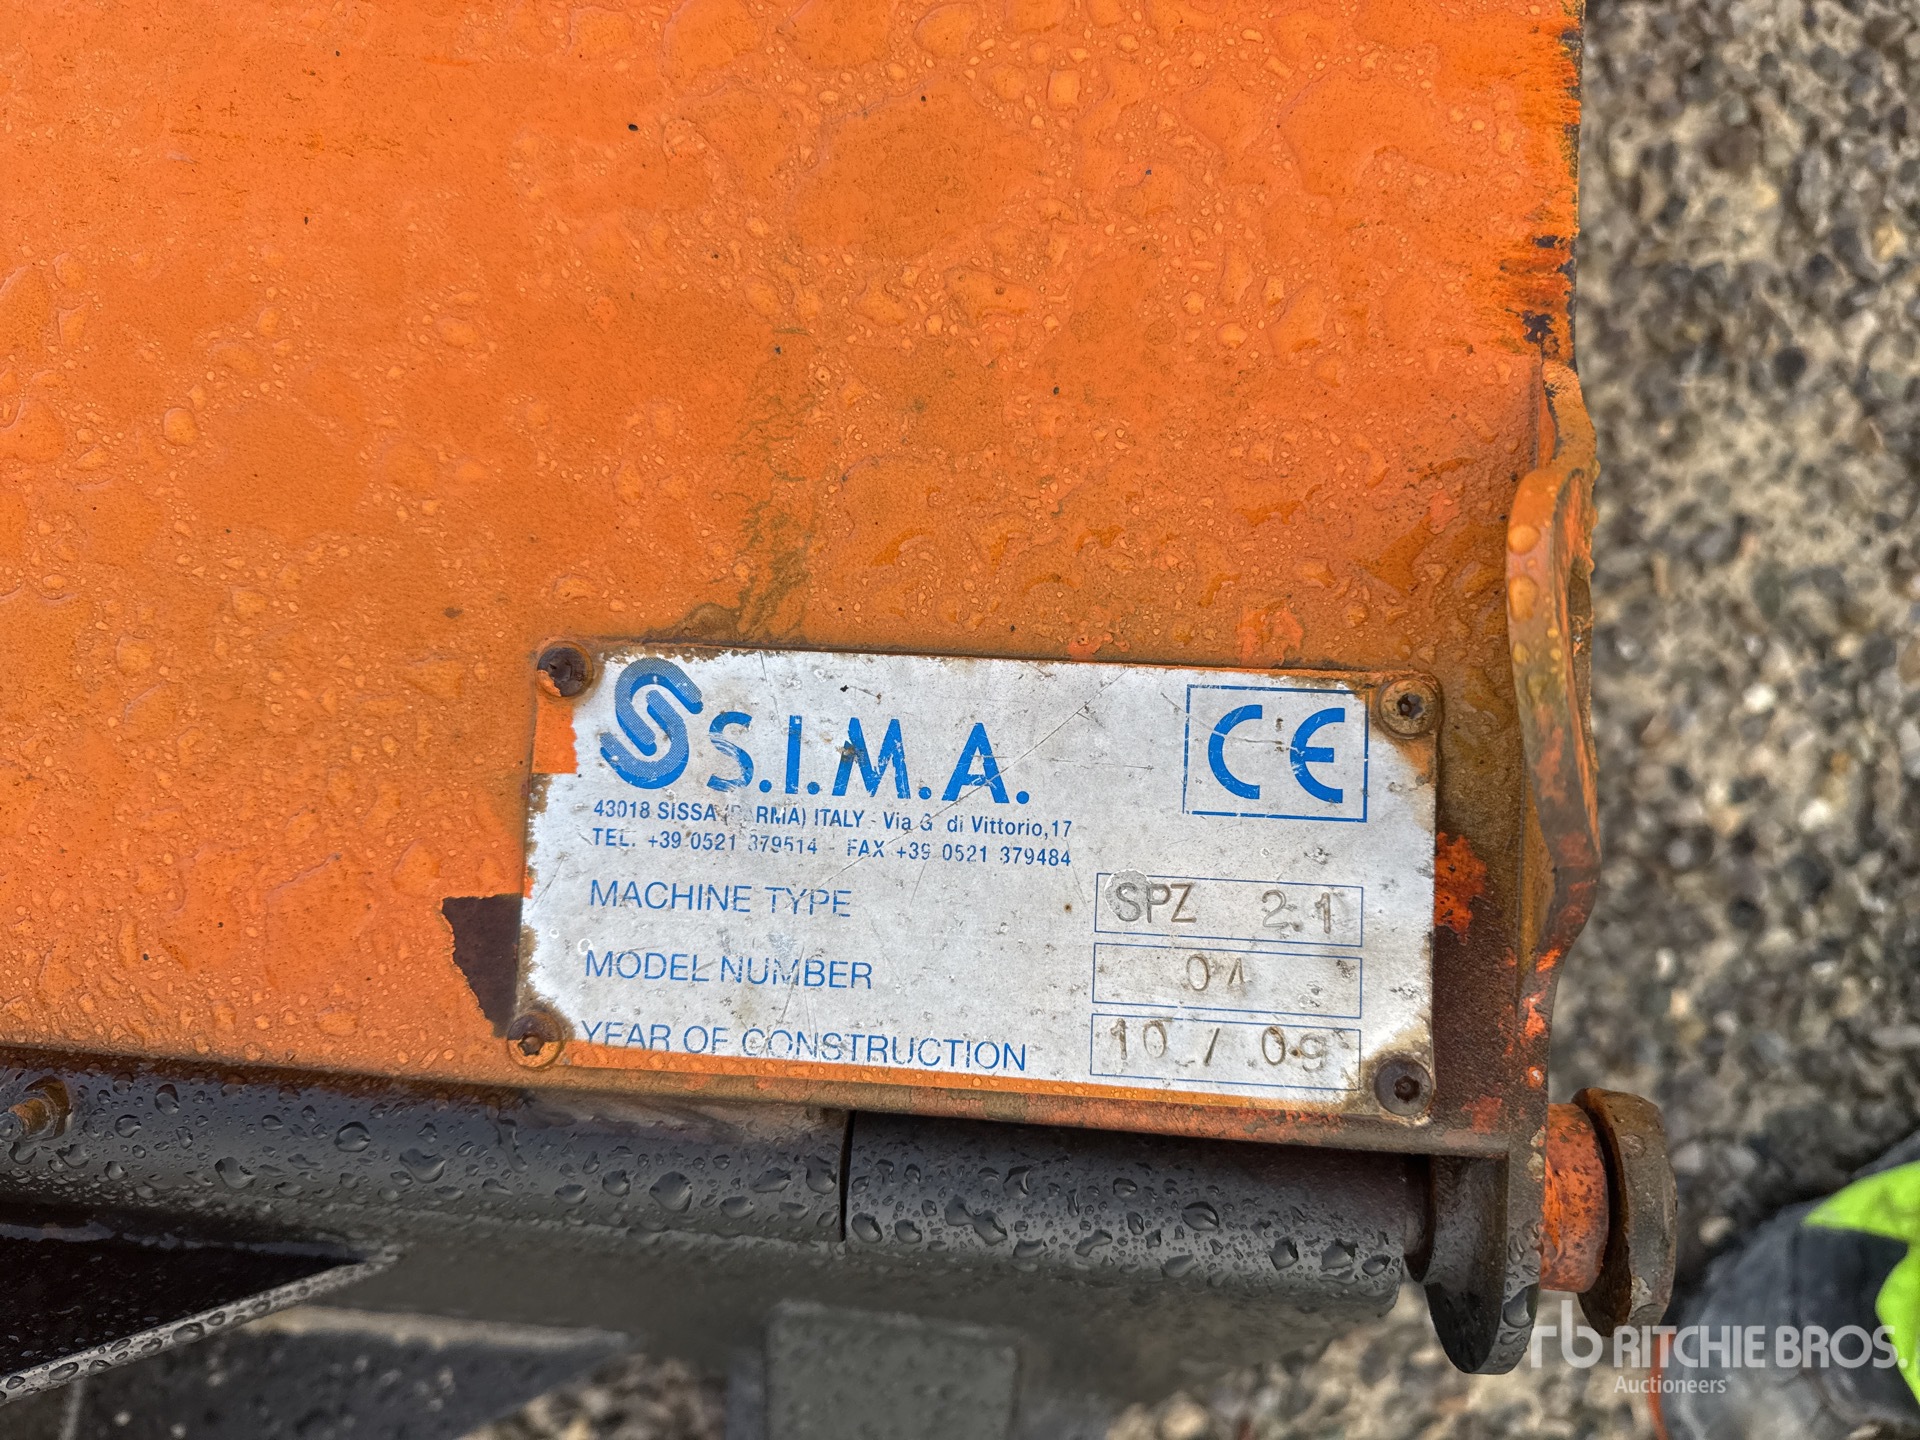 S.I.M.A.
CE
43018 SISSA (PARMA) ITALY - Via G. di Vittorio,17
TEL. +39 0521 379514 - FAX +39 0521 379484
MACHINE TYPE SPZ 21
MODEL NUMBER
YEAR OF CONSTRUCTION 10 / 09
rb RITCHIE BROS.
Auctioneers